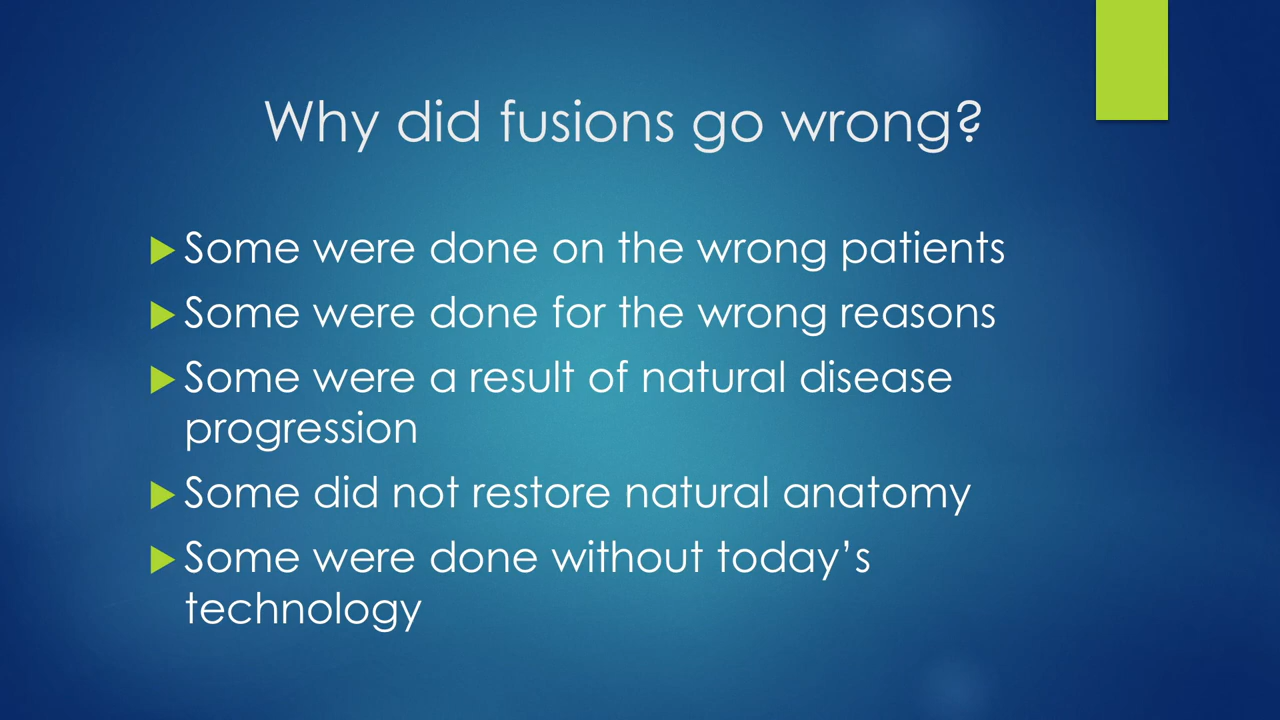 Why did fusions go wrong?
Some were done on the wrong patients
Some were done for the wrong reasons
Some were a result of natural disease
progression
Some did not restore natural anatomy
Some were done without today’s
technology